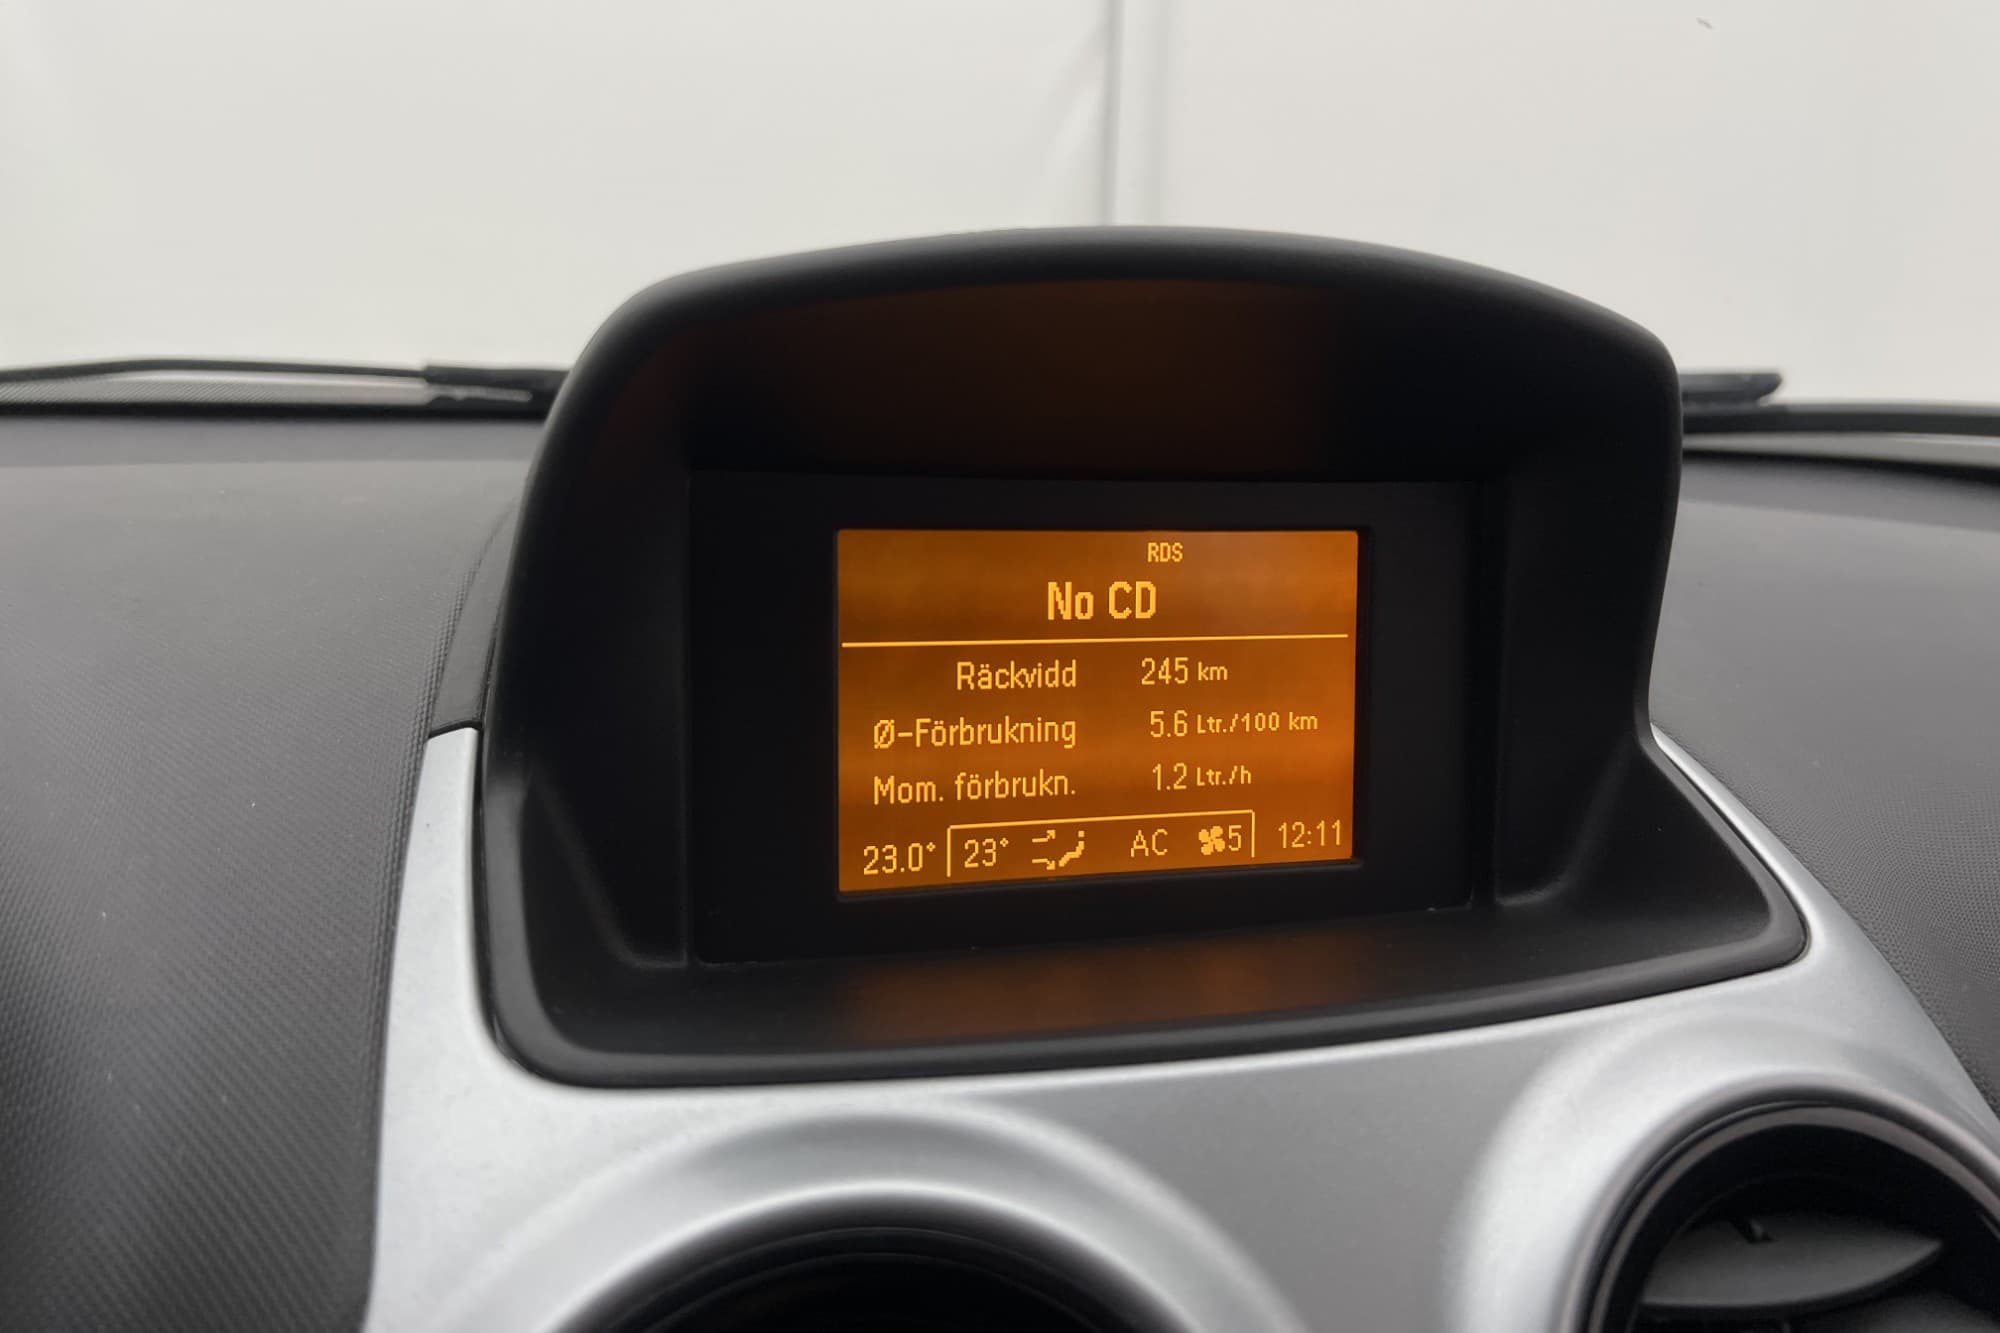 RDS
No CD
Räckvidd 245 km
Ø-Förbrukning 5.6 Ltr./100 km
Mom. förbrukn. 1.2 Ltr./h
23.0° 23° AC 5 12:11